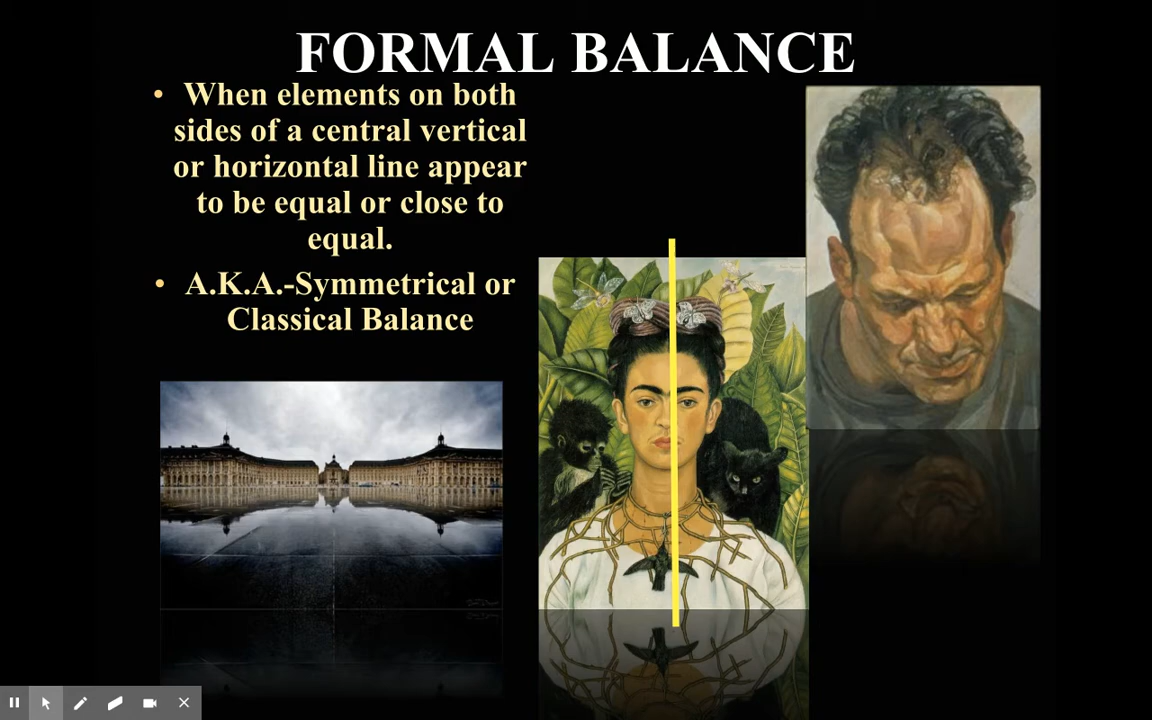 FORMAL BALANCE
• When elements on both
sides of a central vertical
or horizontal line appear
to be equal or close to
equal.
• A.K.A.-Symmetrical or
Classical Balance